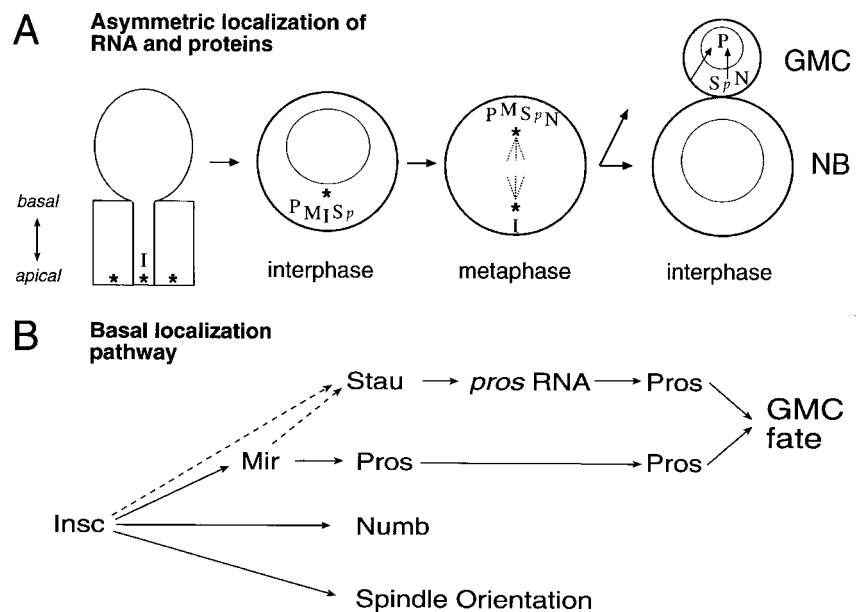 A
Asymmetric localization of
RNA and proteins
basal
apical
I
* * *
*
P M I S p
interphase
P M S p N
*
*
I
metaphase
P
S p N
GMC
NB
interphase
B
Basal localization
pathway
Stau pros RNA Pros
GMC
fate
Mir Pros Pros
Insc
Numb
Spindle Orientation